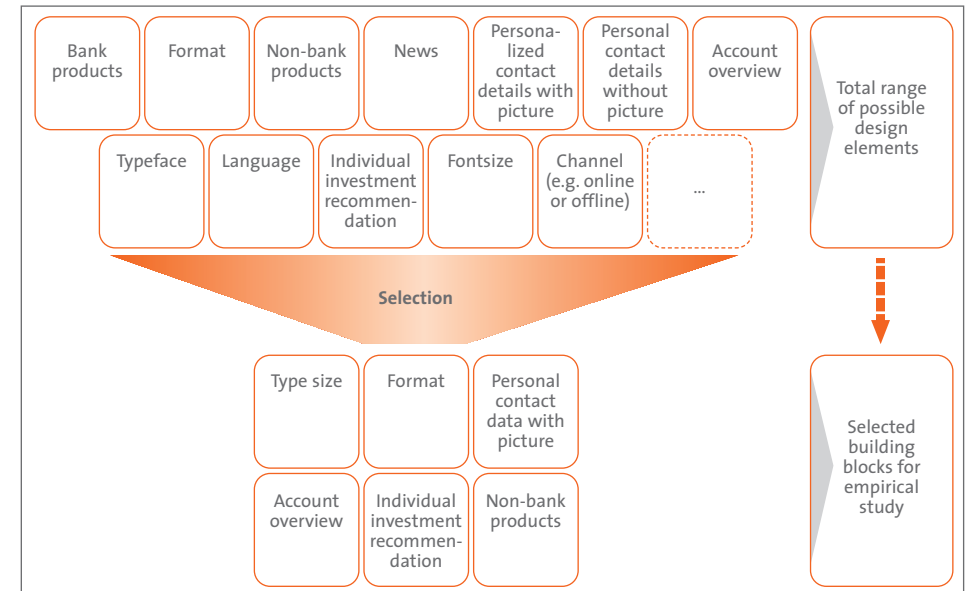 Bank
products
Format
Non-bank
products
News
Persona-
lized
contact
details with
picture
Personal
contact
details
without
picture
Account
overview
Total range
of possible
design
elements
Typeface
Language
Individual
investment
recommen-
dation
Fontsize
Channel
(e.g. online
or offline)
...
Selection
Type size
Format
Personal
contact
data with
picture
Account
overview
Individual
investment
recommen-
dation
Non-bank
products
Selected
building
blocks for
empirical
study